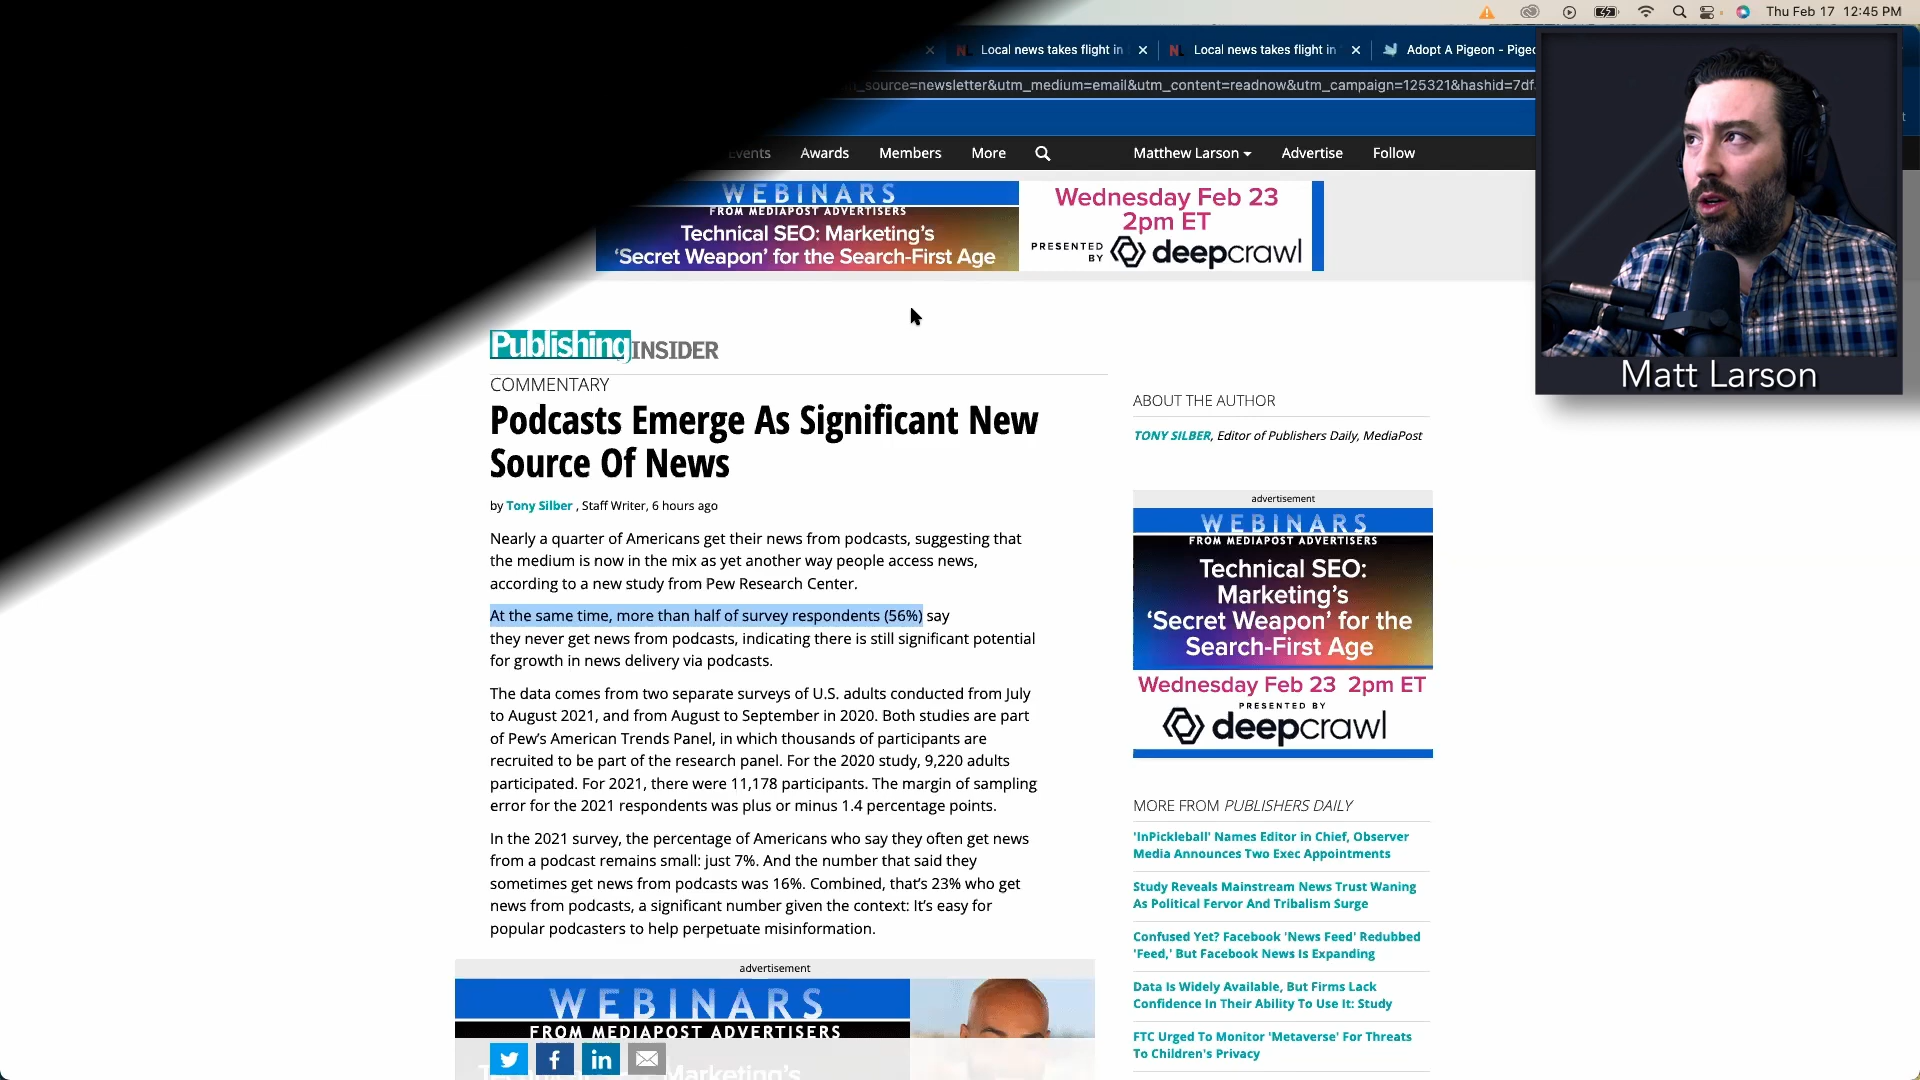 Thu Feb 17 12:45 PM
Local news takes flight in
Local news takes flight in
Adopt A Pigeon - Pige
_source=newsletter&utm_medium=email&utm_content=readnow&utm_campaign=125321&hashid=7df
Events Awards Members More Matthew Larson Advertise Follow
WEBINARS
FROM MEDIAPOST ADVERTISERS
Technical SEO: Marketing’s
‘Secret Weapon’ for the Search-First Age
Wednesday Feb 23
2pm ET
PRESENTED BY deepcrawl
Matt Larson
Publishing INSIDER
COMMENTARY
Podcasts Emerge As Significant New
Source Of News
by Tony Silber , Staff Writer, 6 hours ago
Nearly a quarter of Americans get their news from podcasts, suggesting that
the medium is now in the mix as yet another way people access news,
according to a new study from Pew Research Center.
At the same time, more than half of survey respondents (56%) say
they never get news from podcasts, indicating there is still significant potential
for growth in news delivery via podcasts.
The data comes from two separate surveys of U.S. adults conducted from July
to August 2021, and from August to September in 2020. Both studies are part
of Pew’s American Trends Panel, in which thousands of participants are
recruited to be part of the research panel. For the 2020 study, 9,220 adults
participated. For 2021, there were 11,178 participants. The margin of sampling
error for the 2021 respondents was plus or minus 1.4 percentage points.
In the 2021 survey, the percentage of Americans who say they often get news
from a podcast remains small: just 7%. And the number that said they
sometimes get news from podcasts was 16%. Combined, that’s 23% who get
news from podcasts, a significant number given the context: It’s easy for
popular podcasters to help perpetuate misinformation.
advertisement
WEBINARS
FROM MEDIAPOST ADVERTISERS
Marketing’s
ABOUT THE AUTHOR
TONY SILBER, Editor of Publishers Daily, MediaPost
advertisement
WEBINARS
FROM MEDIAPOST ADVERTISERS
Technical SEO:
Marketing’s
‘Secret Weapon’ for the
Search-First Age
Wednesday Feb 23 2pm ET
PRESENTED BY
deepcrawl
MORE FROM PUBLISHERS DAILY
'InPickleball' Names Editor in Chief, Observer
Media Announces Two Exec Appointments
Study Reveals Mainstream News Trust Waning
As Political Fervor And Tribalism Surge
Confused Yet? Facebook 'News Feed' Redubbed
'Feed,' But Facebook News Is Expanding
Data Is Widely Available, But Firms Lack
Confidence In Their Ability To Use It: Study
FTC Urged To Monitor 'Metaverse' For Threats
To Children's Privacy